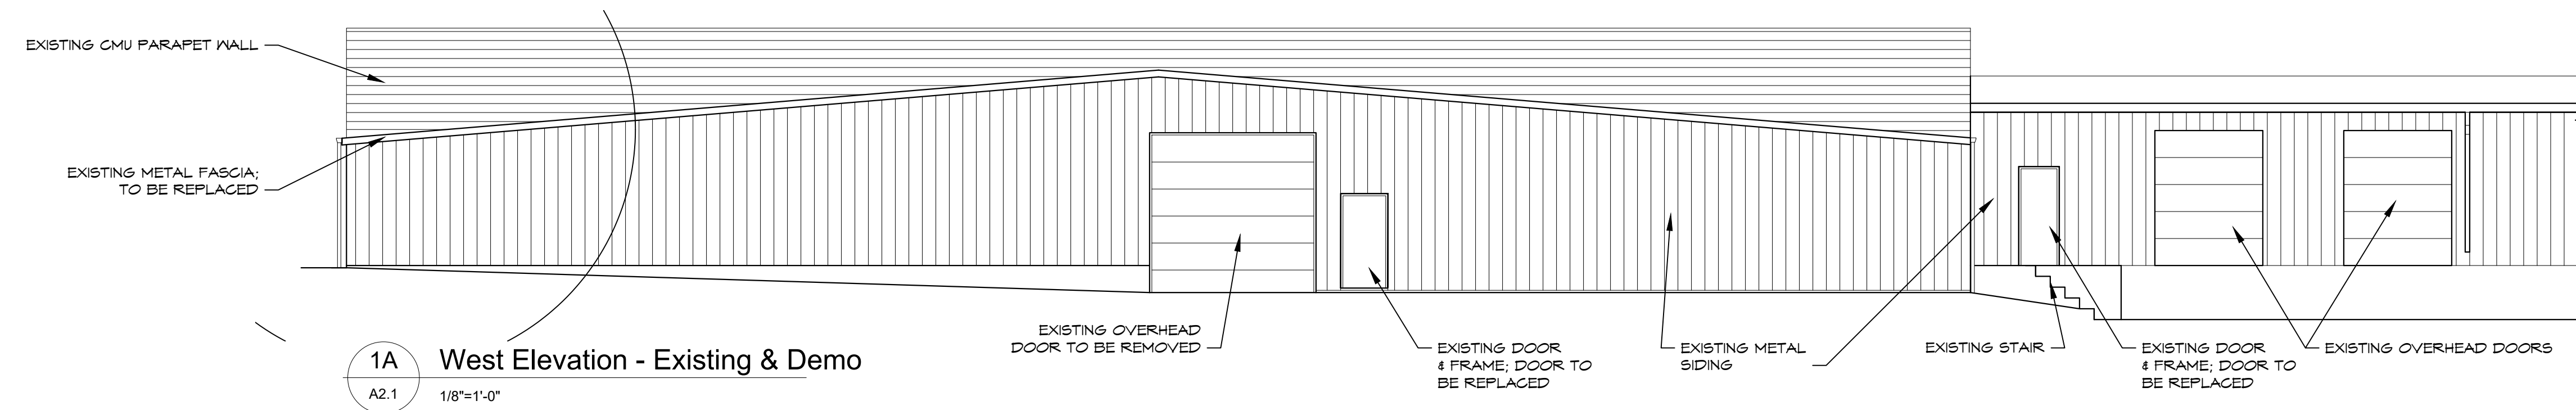 EXISTING CMU PARAPET WALL
EXISTING METAL FASCIA;
TO BE REPLACED
EXISTING OVERHEAD
DOOR TO BE REMOVED
EXISTING DOOR
& FRAME; DOOR TO
BE REPLACED
EXISTING METAL
SIDING
EXISTING STAIR
EXISTING DOOR
& FRAME; DOOR TO
BE REPLACED
EXISTING OVERHEAD DOORS
1A
A2.1
West Elevation - Existing & Demo
1/8"=1'-0"